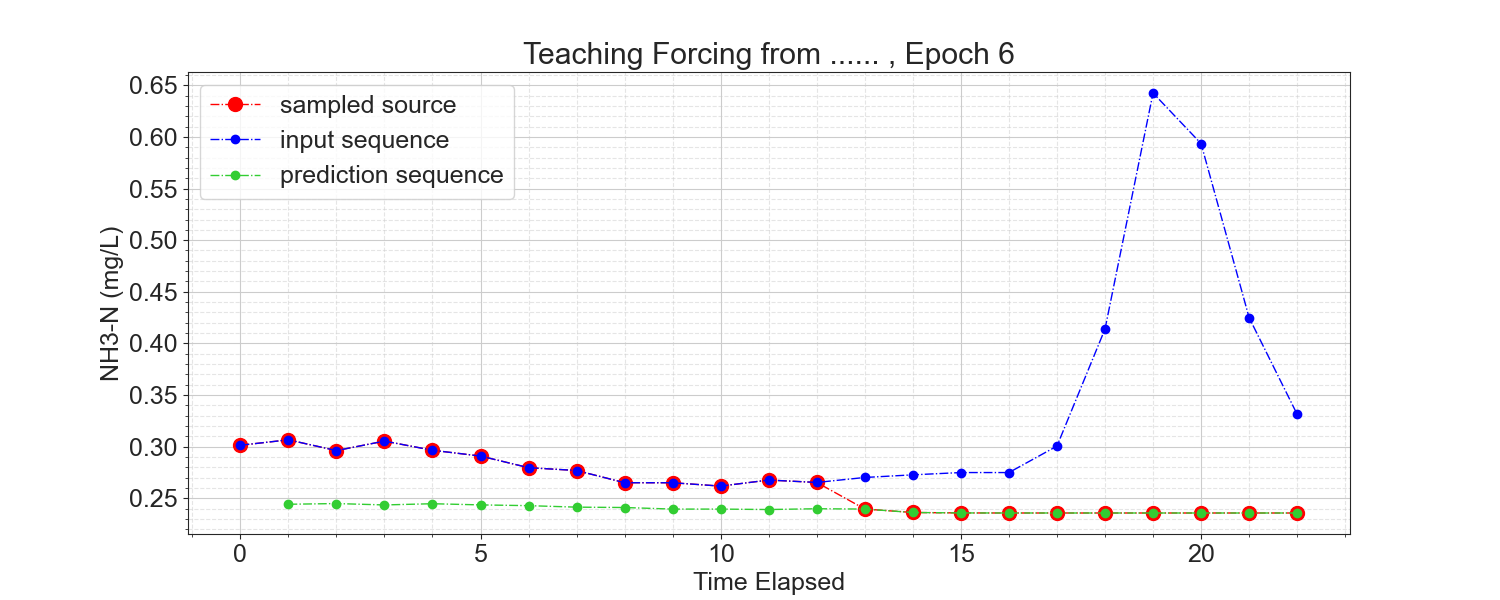 Teaching Forcing from ...... , Epoch 6
sampled source
input sequence
prediction sequence
NH3-N (mg/L)
0.65
0.60
0.55
0.50
0.45
0.40
0.35
0.30
0.25
0 5 10 15 20
Time Elapsed